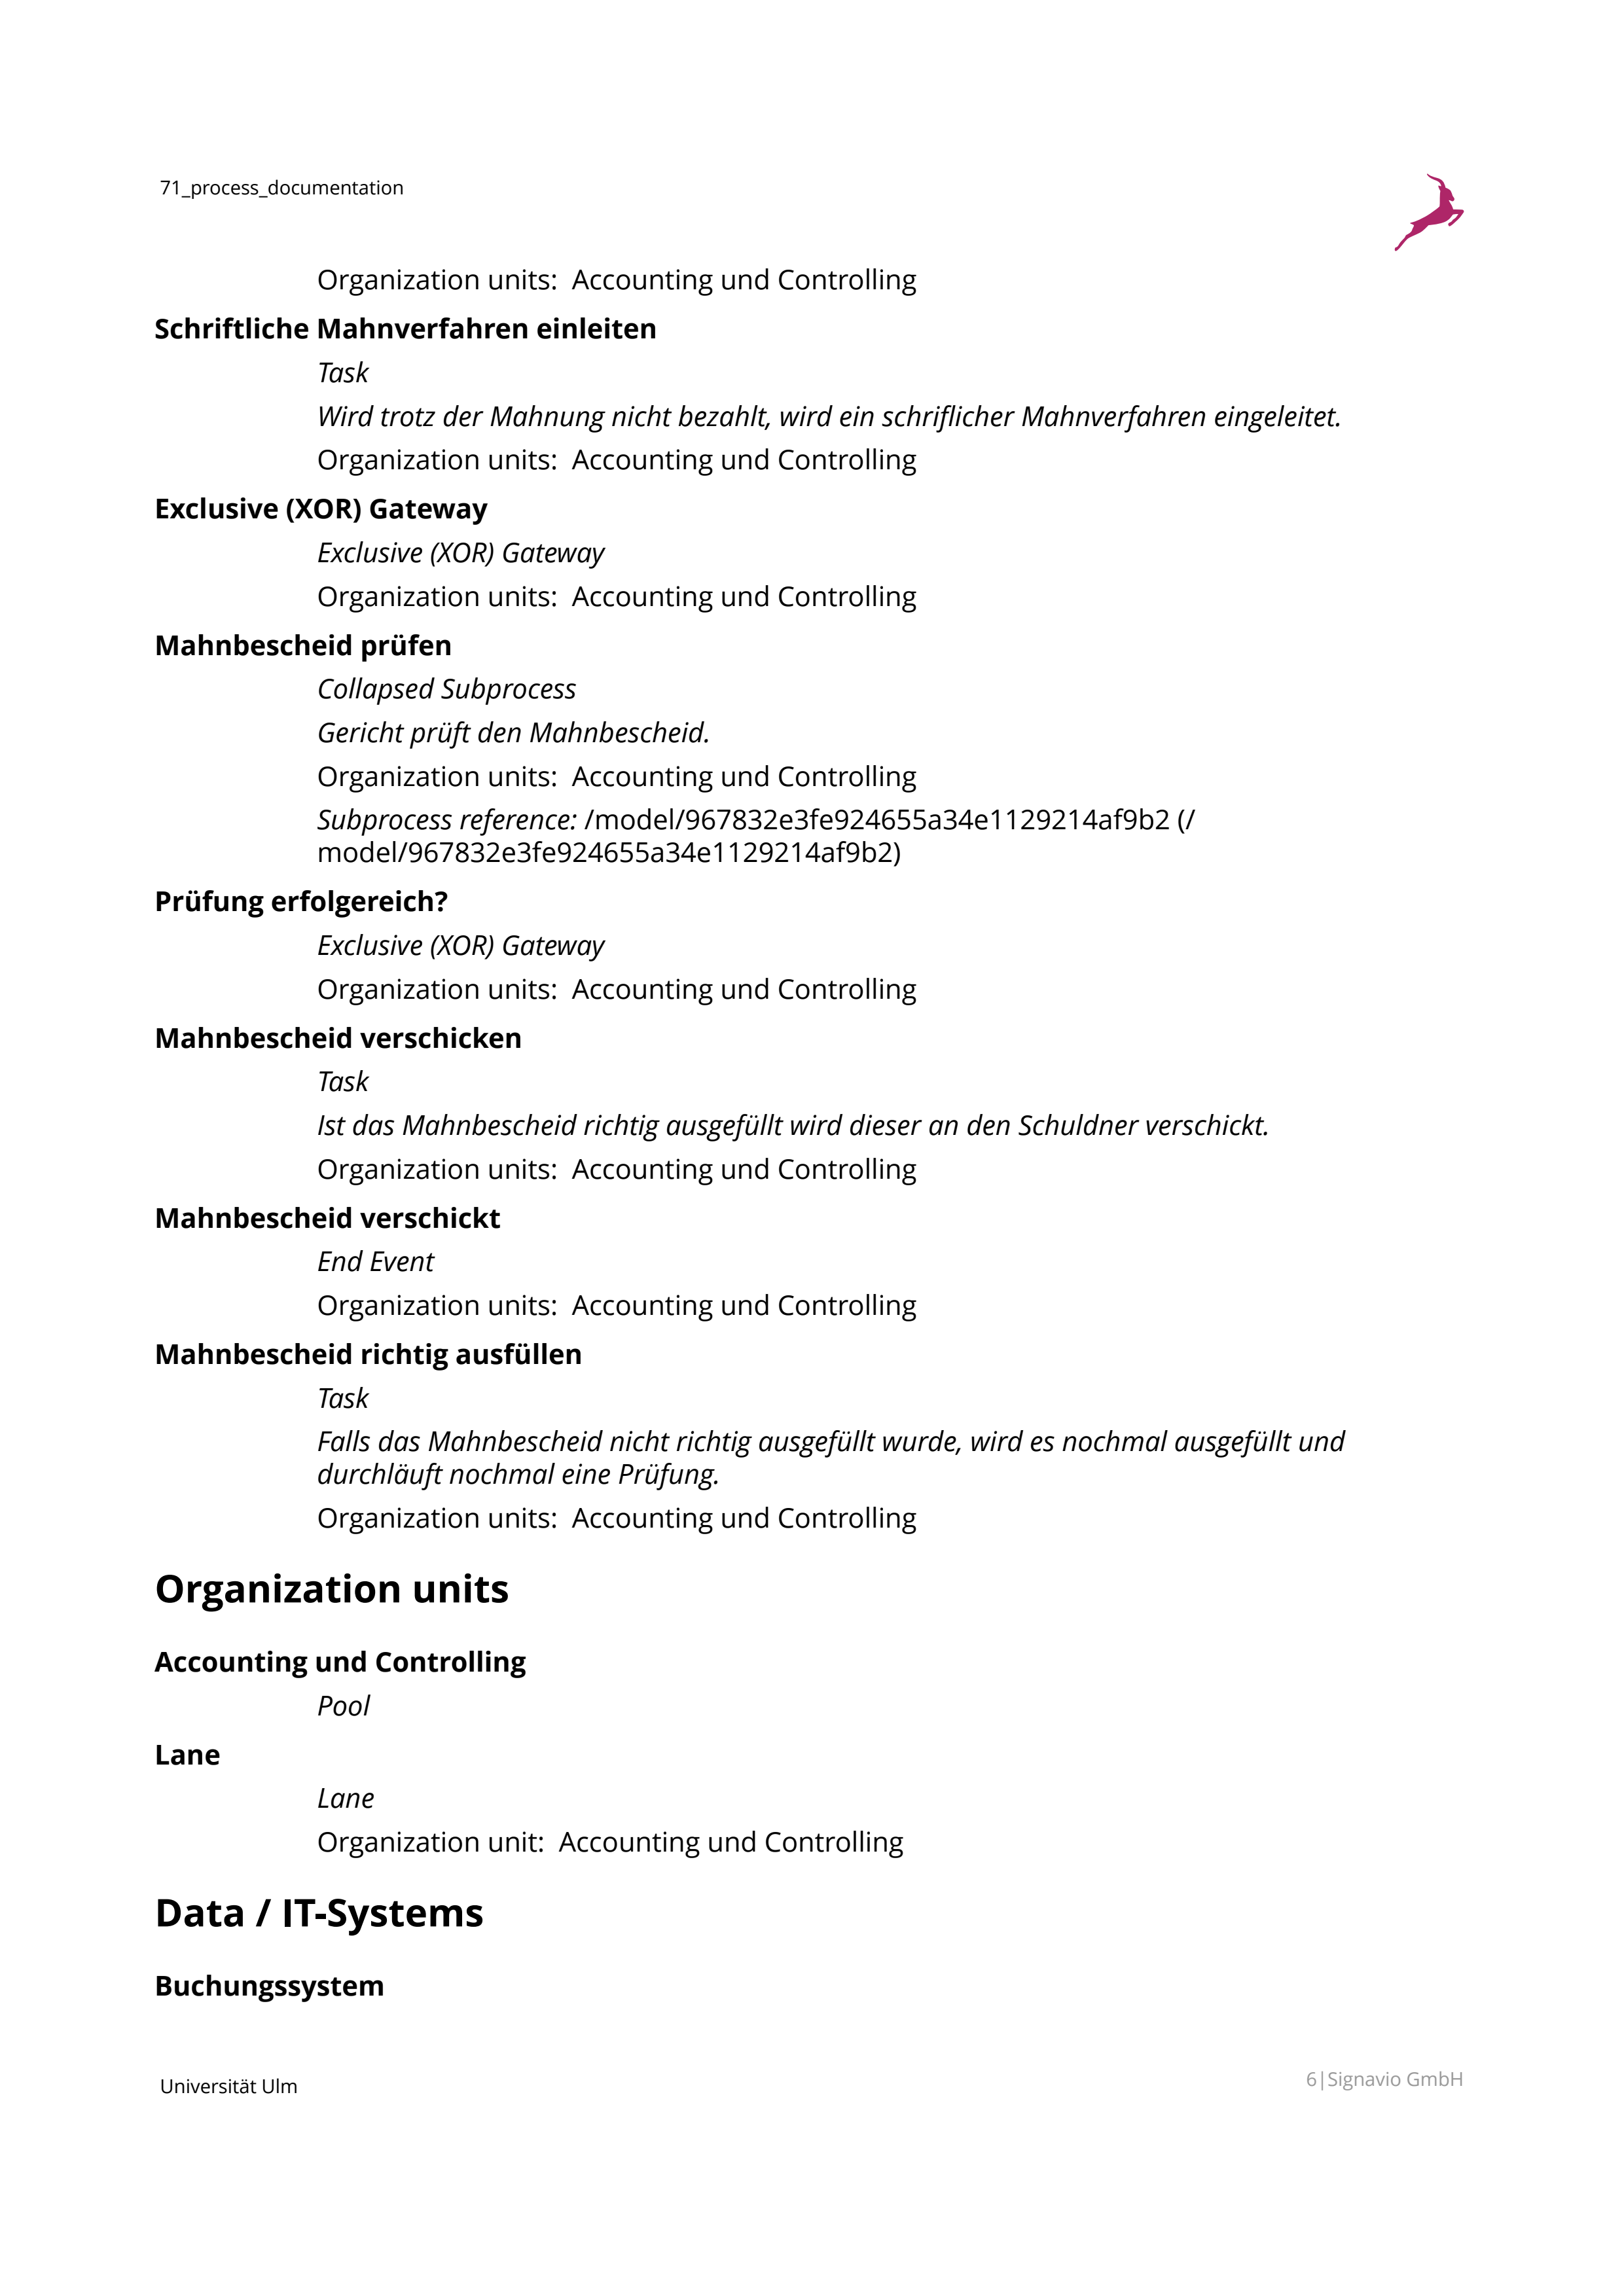 71_process_documentation
Organization units:  Accounting und Controlling
Schriftliche Mahnverfahren einleiten
Task
Wird trotz der Mahnung nicht bezahlt, wird ein schriflicher Mahnverfahren eingeleitet.
Organization units:  Accounting und Controlling
Exclusive (XOR) Gateway
Exclusive (XOR) Gateway
Organization units:  Accounting und Controlling
Mahnbescheid prüfen
Collapsed Subprocess
Gericht prüft den Mahnbescheid.
Organization units:  Accounting und Controlling
Subprocess reference: /model/967832e3fe924655a34e1129214af9b2 (/
model/967832e3fe924655a34e1129214af9b2)
Prüfung erfolgereich?
Exclusive (XOR) Gateway
Organization units:  Accounting und Controlling
Mahnbescheid verschicken
Task
Ist das Mahnbescheid richtig ausgefüllt wird dieser an den Schuldner verschickt.
Organization units:  Accounting und Controlling
Mahnbescheid verschickt
End Event
Organization units:  Accounting und Controlling
Mahnbescheid richtig ausfüllen
Task
Falls das Mahnbescheid nicht richtig ausgefüllt wurde, wird es nochmal ausgefüllt und
durchläuft nochmal eine Prüfung.
Organization units:  Accounting und Controlling
Organization units
Accounting und Controlling
Pool
Lane
Lane
Organization unit:  Accounting und Controlling
Data / IT-Systems
Buchungssystem
Universität Ulm
6|Signavio GmbH